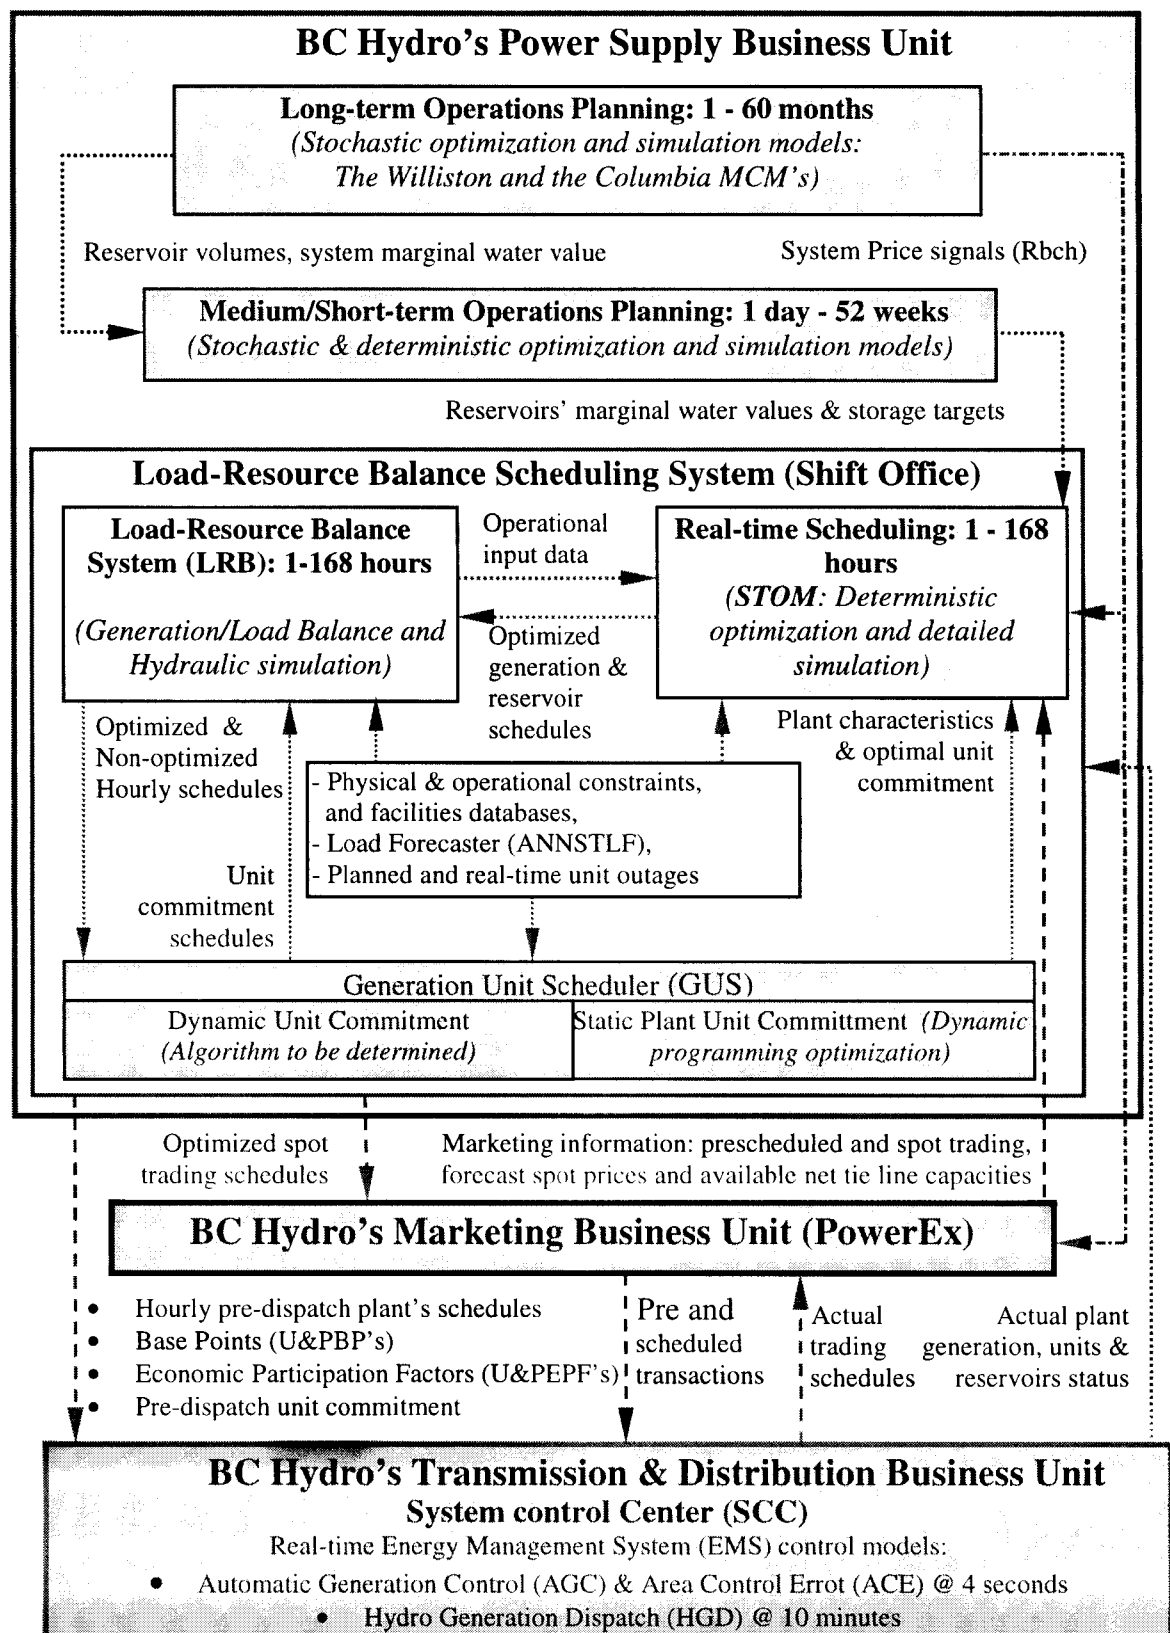 BC Hydro's Power Supply Business Unit
Long-term Operations Planning: 1 - 60 months
(Stochastic optimization and simulation models:
The Williston and the Columbia MCM's)
Reservoir volumes, system marginal water value
System Price signals (Rbch)
Medium/Short-term Operations Planning: 1 day - 52 weeks
(Stochastic & deterministic optimization and simulation models)
Reservoirs' marginal water values & storage targets
Load-Resource Balance Scheduling System (Shift Office)
Load-Resource Balance
System (LRB): 1-168 hours
(Generation/Load Balance and
Hydraulic simulation)
Operational
input data
Optimized
generation &
reservoir
schedules
Real-time Scheduling: 1 - 168
hours
(STOM: Deterministic
optimization and detailed
simulation)
Optimized &
Non-optimized
Hourly schedules
Plant characteristics
& optimal unit
commitment
- Physical & operational constraints,
and facilities databases,
- Load Forecaster (ANNSTLF),
- Planned and real-time unit outages
Unit
commitment
schedules
Generation Unit Scheduler (GUS)
Dynamic Unit Commitment
(Algorithm to be determined)
Static Plant Unit Committment (Dynamic
programming optimization)
Optimized spot
trading schedules
Marketing information: prescheduled and spot trading,
forecast spot prices and available net tie line capacities
BC Hydro's Marketing Business Unit (PowerEx)
• Hourly pre-dispatch plant's schedules
• Base Points (U&PBP's)
• Economic Participation Factors (U&PEPF's)
• Pre-dispatch unit commitment
Pre and
scheduled
transactions
Actual
trading
schedules
Actual plant
generation, units &
reservoirs status
BC Hydro's Transmission & Distribution Business Unit
System control Center (SCC)
Real-time Energy Management System (EMS) control models:
• Automatic Generation Control (AGC) & Area Control Errot (ACE) @ 4 seconds
• Hydro Generation Dispatch (HGD) @ 10 minutes